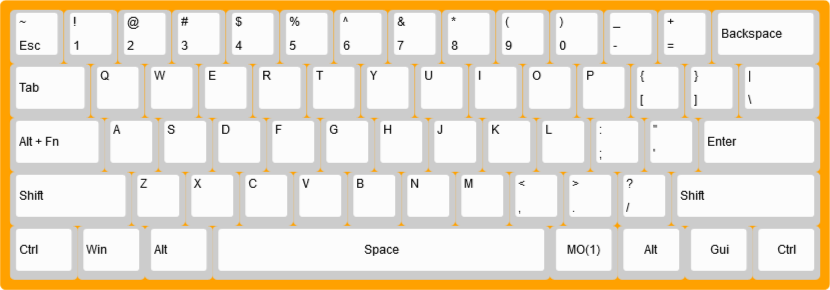 ~ ! @ # $ % ^ & * ( ) _ + Backspace
Esc 1 2 3 4 5 6 7 8 9 0 - =
Q W E R T Y U I O P { } |
Tab [ ] \
A S D F G H J K L : "
Alt + Fn ; ' Enter
Z X C V B N M < > ?
Shift , . / Shift
Ctrl Win Alt Space MO(1) Alt Gui Ctrl